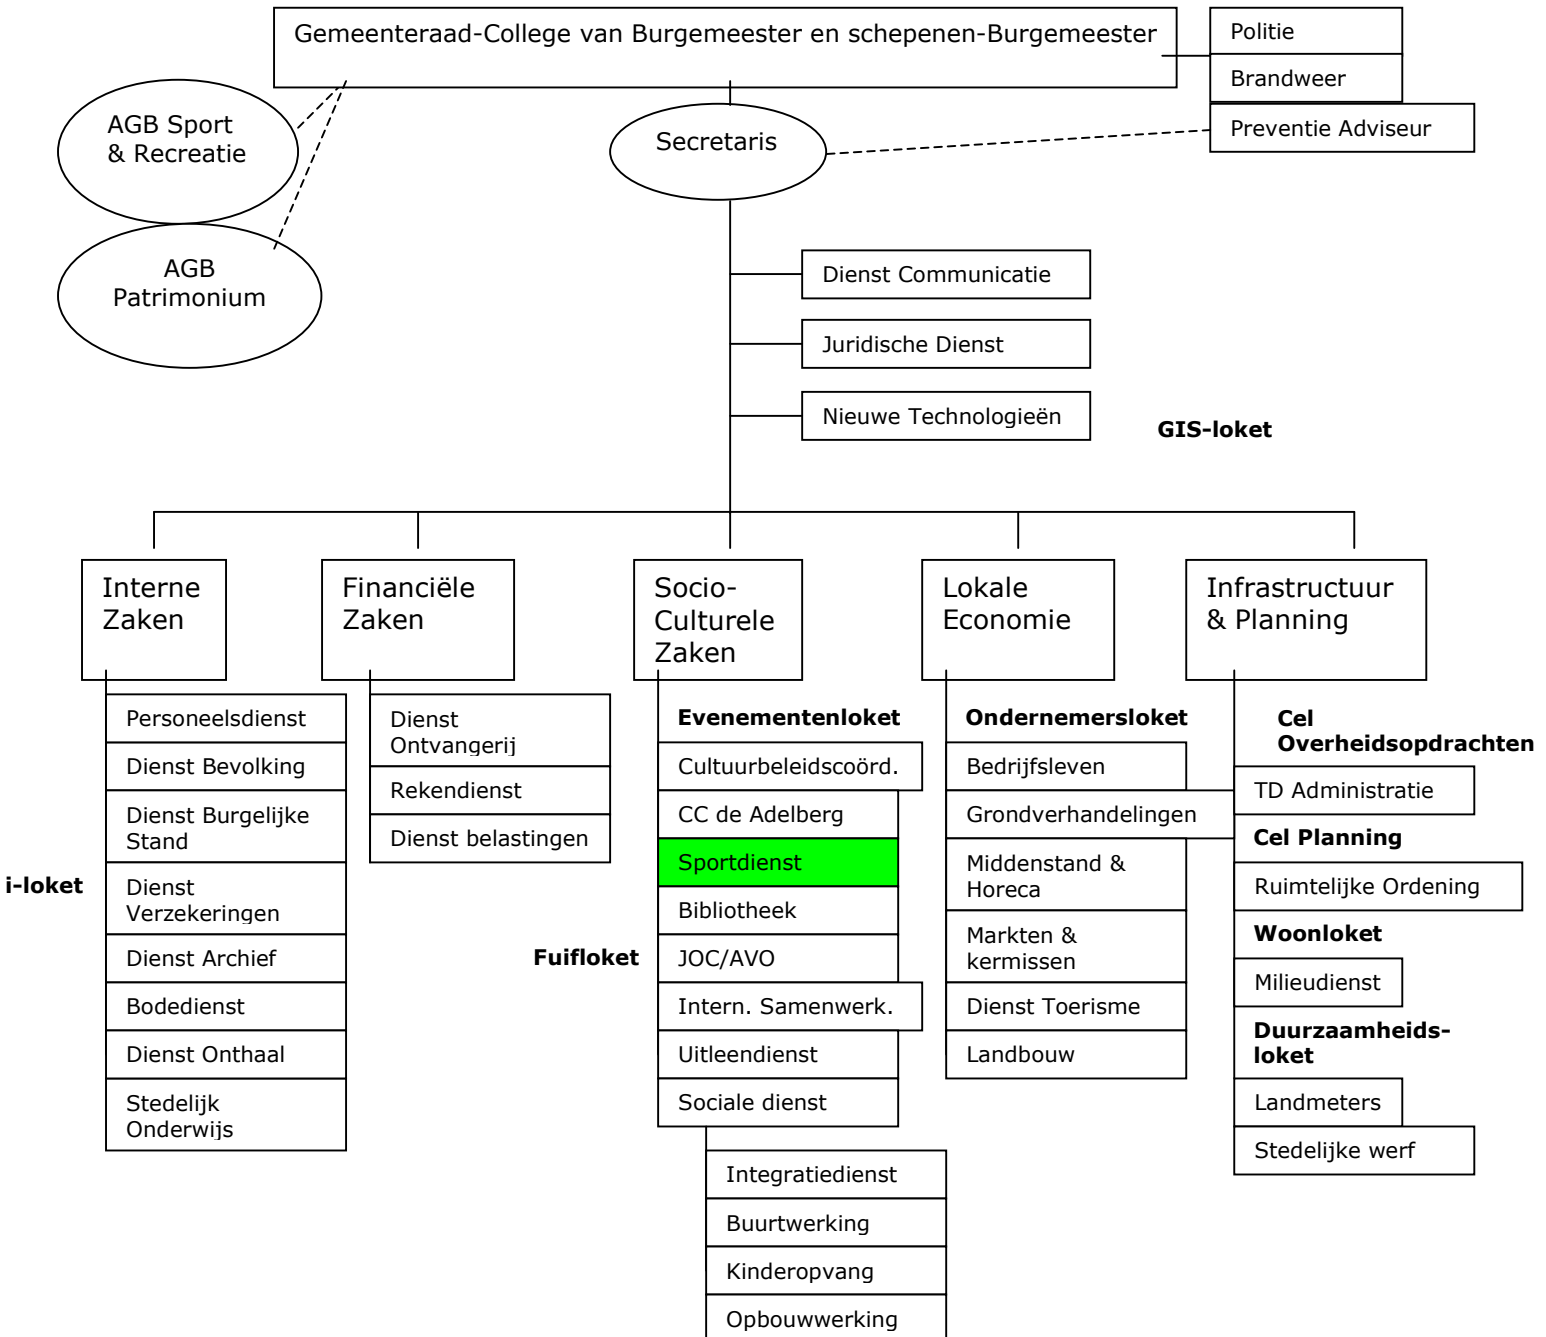 Gemeenteraad-College van Burgemeester en schepenen-Burgemeester
Politie
Brandweer
Preventie Adviseur
AGB Sport
& Recreatie
Secretaris
AGB
Patrimonium
Dienst Communicatie
Juridische Dienst
Nieuwe Technologieën
GIS-loket
Interne
Zaken
Financiële
Zaken
Socio-
Culturele
Zaken
Lokale
Economie
Infrastructuur
& Planning
i-loket
Personeelsdienst
Dienst Bevolking
Dienst Burgelijke
Stand
Dienst
Verzekeringen
Dienst Archief
Bodedienst
Dienst Onthaal
Stedelijk
Onderwijs
Dienst
Ontvangerij
Rekendienst
Dienst belastingen
Fuifloket
Evenementenloket
Cultuurbeleidscoörd.
CC de Adelberg
Sportdienst
Bibliotheek
JOC/AVO
Intern. Samenwerk.
Uitleendienst
Sociale dienst
Integratiedienst
Buurtwerking
Kinderopvang
Opbouwwerking
Ondernemersloket
Bedrijfsleven
Grondverhandelingen
Middenstand &
Horeca
Markten &
kermissen
Dienst Toerisme
Landbouw
Cel
Overheidsopdrachten
TD Administratie
Cel Planning
Ruimtelijke Ordening
Woonloket
Milieudienst
Duurzaamheids-
loket
Landmeters
Stedelijke werf